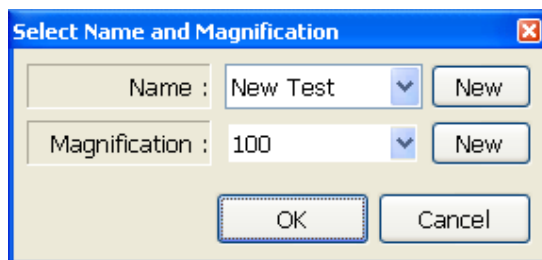 Select Name and Magnification
Name : New Test New
Magnification : 100 New
OK Cancel